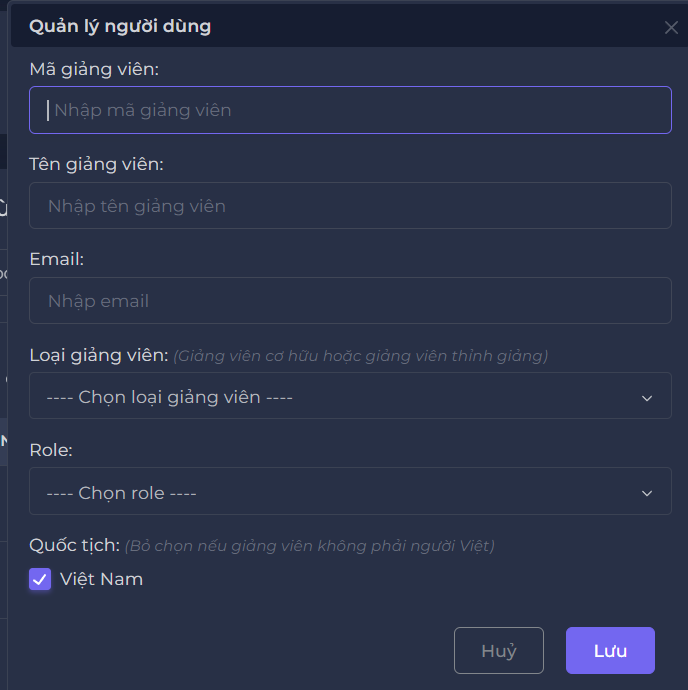 Quản lý người dùng
Mã giảng viên:
Nhập mã giảng viên
Tên giảng viên:
Nhập tên giảng viên
Email:
Nhập email
Loại giảng viên: (Giảng viên cơ hữu hoặc giảng viên thỉnh giảng)
---- Chọn loại giảng viên ----
Role:
---- Chọn role ----
Quốc tịch: (Bỏ chọn nếu giảng viên không phải người Việt)
Việt Nam
Huỷ Lưu